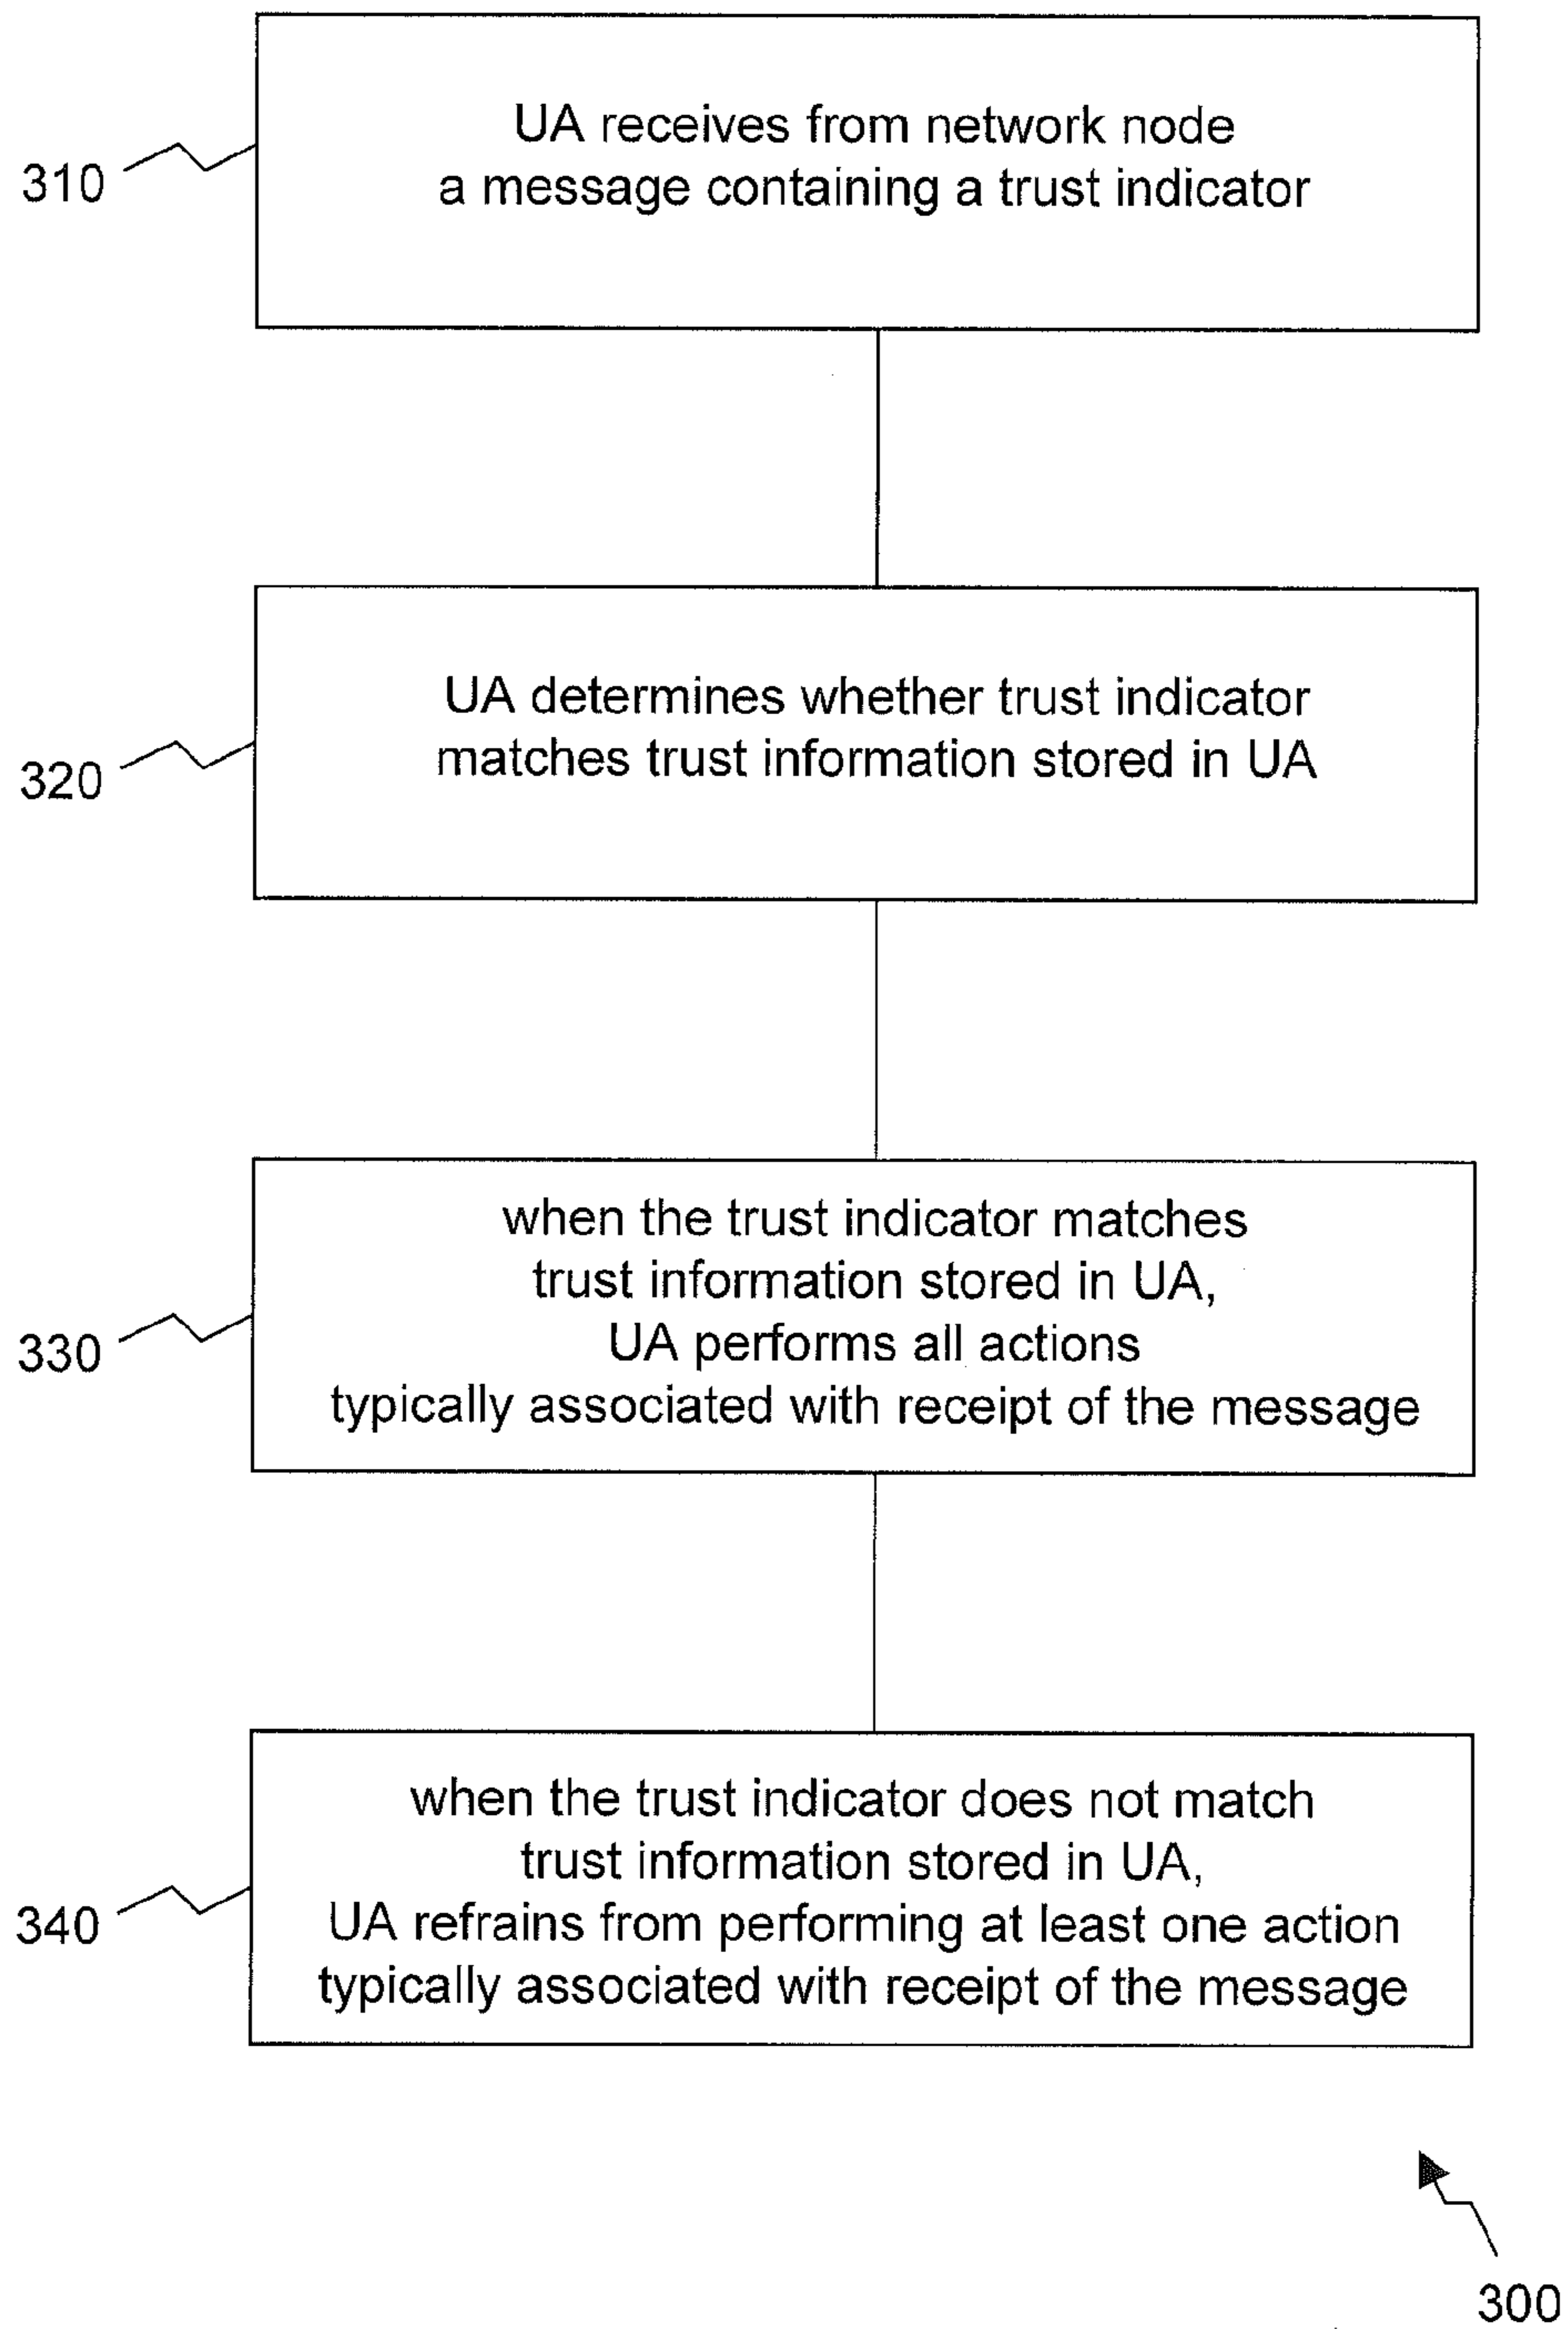 UA receives from network node
a message containing a trust indicator
310
UA determines whether trust indicator
matches trust information stored in UA
320
when the trust indicator matches
trust information stored in UA,
UA performs all actions
typically associated with receipt of the message
330
when the trust indicator does not match
trust information stored in UA,
UA refrains from performing at least one action
typically associated with receipt of the message
340
300